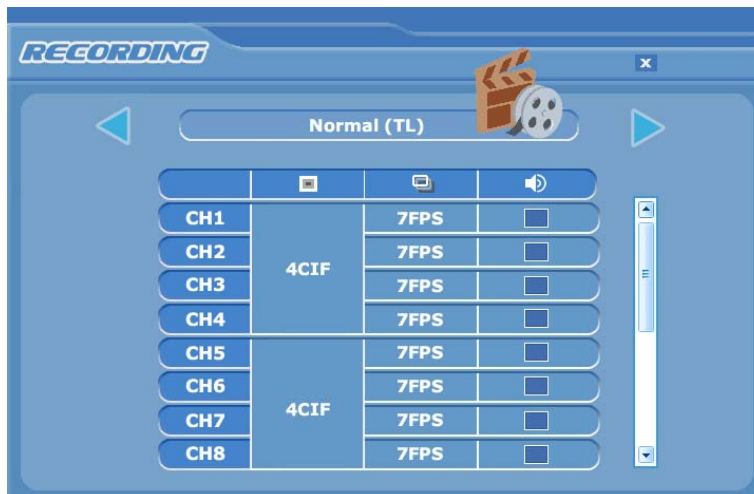 RECORDING
x
Normal (TL)
CH1 7FPS
CH2 7FPS
4CIF
CH3 7FPS
CH4 7FPS
CH5 7FPS
CH6 7FPS
4CIF
CH7 7FPS
CH8 7FPS